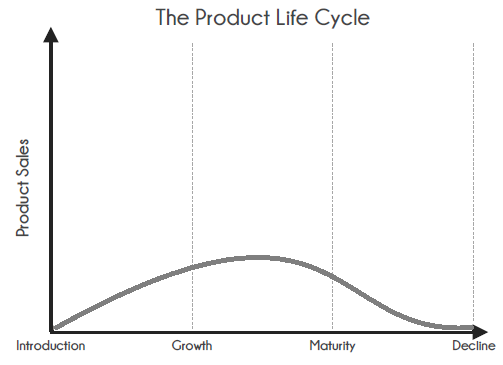 The Product Life Cycle
Product Sales
Introduction
Growth
Maturity
Decline